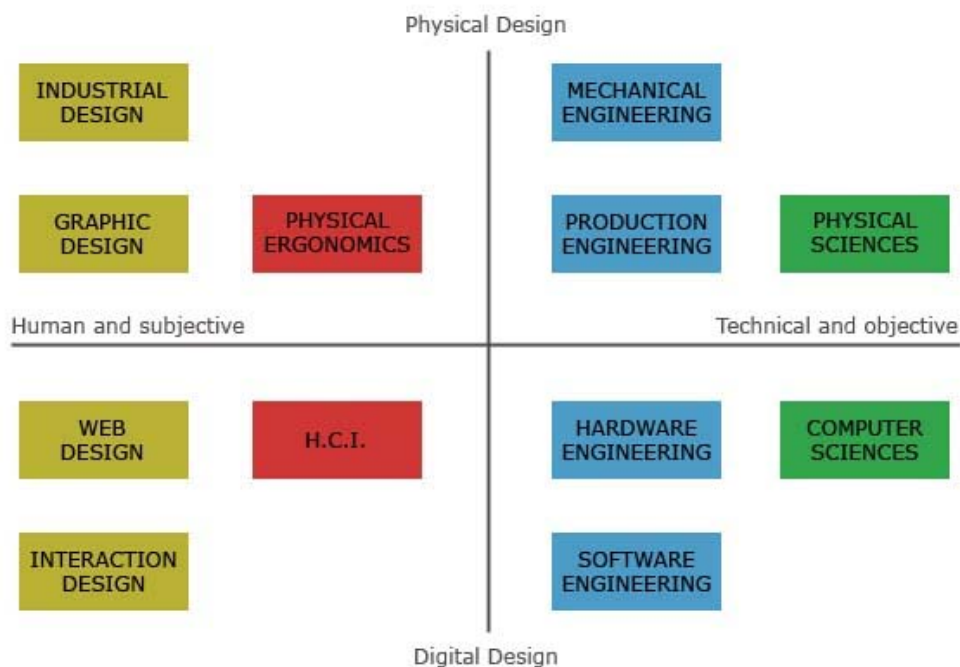 Physical Design
INDUSTRIAL
DESIGN
MECHANICAL
ENGINEERING
GRAPHIC
DESIGN
PHYSICAL
ERGONOMICS
PRODUCTION
ENGINEERING
PHYSICAL
SCIENCES
Human and subjective
Technical and objective
WEB
DESIGN
H.C.I.
HARDWARE
ENGINEERING
COMPUTER
SCIENCES
INTERACTION
DESIGN
SOFTWARE
ENGINEERING
Digital Design